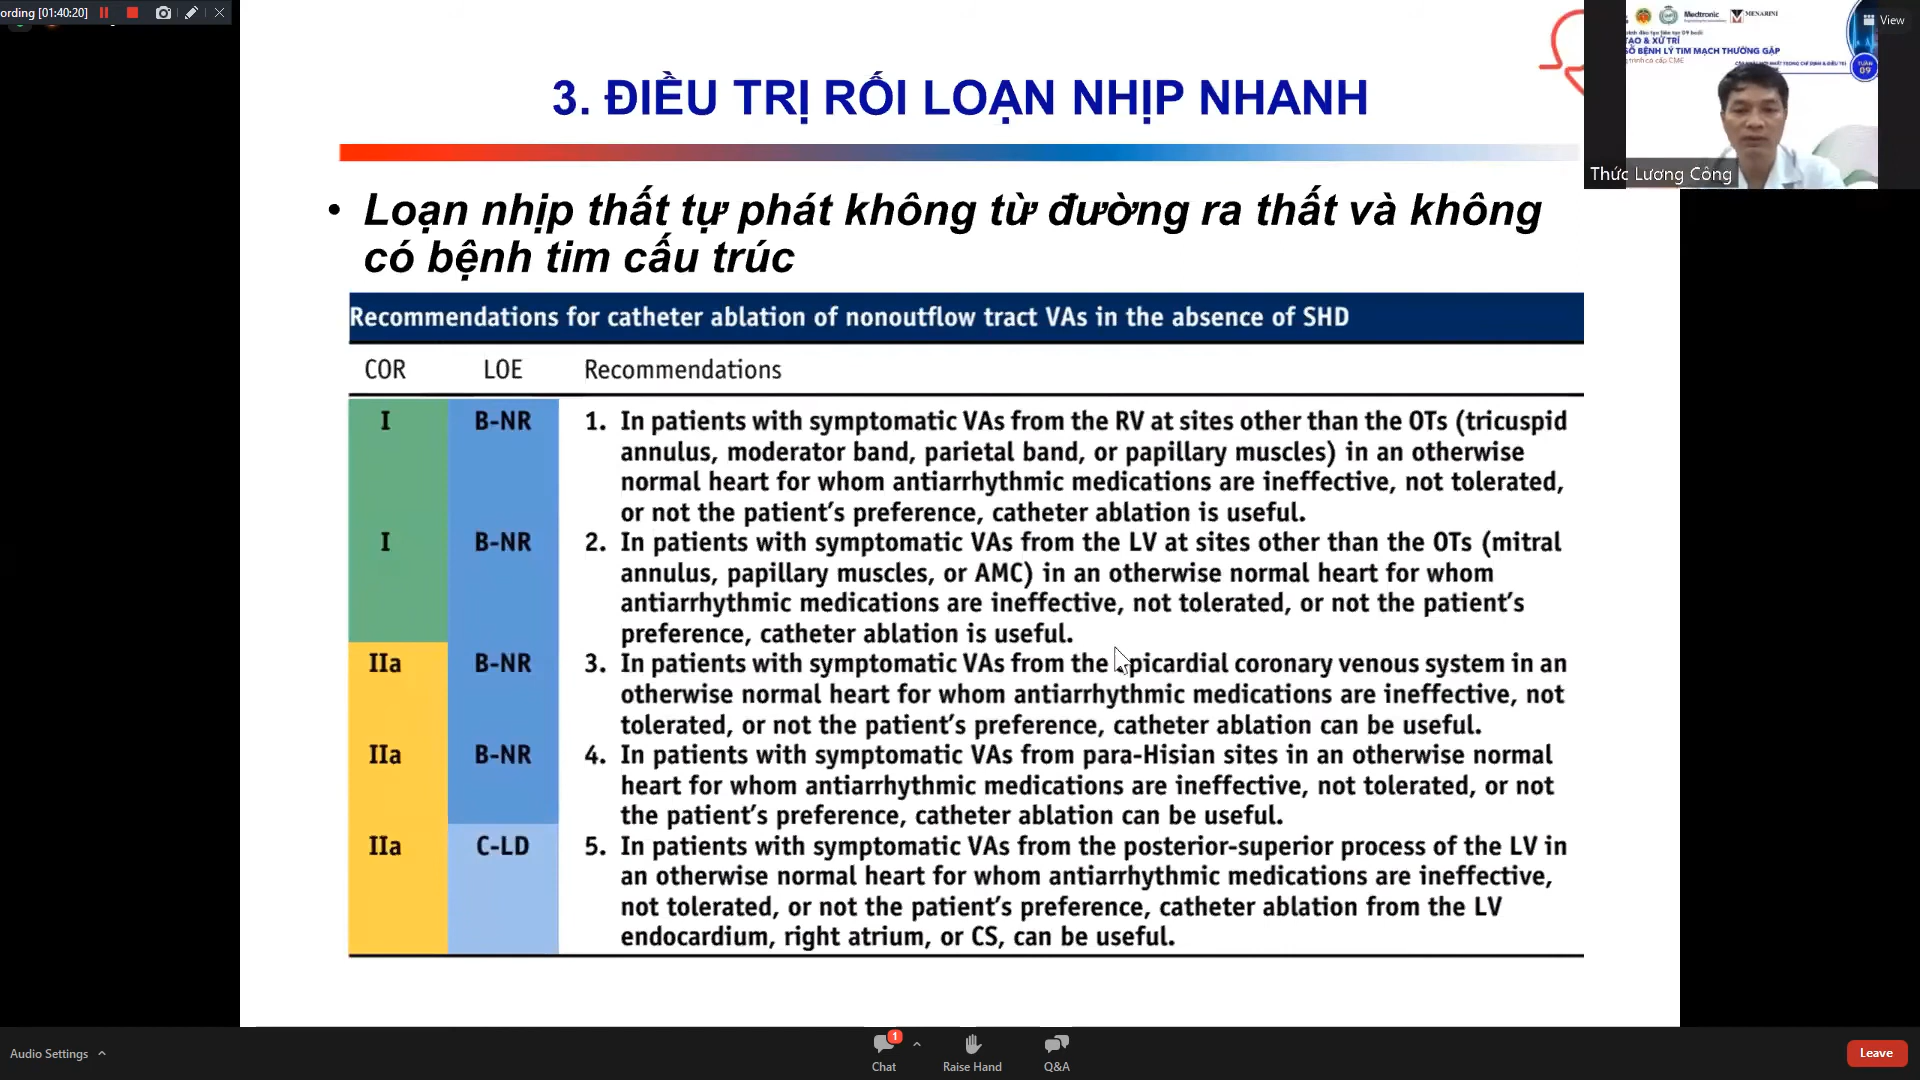 ording [01:40:20]
View
Medtronic
MENARINI
TẠO & XỬ TRÍ
SỐ BỆNH LÝ TIM MẠCH THƯỜNG GẶP
TUẦN
09
Thức Lương Công
3. ĐIỀU TRỊ RỐI LOẠN NHỊP NHANH
• Loạn nhịp thất tự phát không từ đường ra thất và không
có bệnh tim cấu trúc
Recommendations for catheter ablation of nonoutflow tract VAs in the absence of SHD
COR LOE Recommendations
I B-NR 1. In patients with symptomatic VAs from the RV at sites other than the OTs (tricuspid
annulus, moderator band, parietal band, or papillary muscles) in an otherwise
normal heart for whom antiarrhythmic medications are ineffective, not tolerated,
or not the patient's preference, catheter ablation is useful.
I B-NR 2. In patients with symptomatic VAs from the LV at sites other than the OTs (mitral
annulus, papillary muscles, or AMC) in an otherwise normal heart for whom
antiarrhythmic medications are ineffective, not tolerated, or not the patient's
preference, catheter ablation is useful.
IIa B-NR 3. In patients with symptomatic VAs from the epicardial coronary venous system in an
otherwise normal heart for whom antiarrhythmic medications are ineffective, not
tolerated, or not the patient's preference, catheter ablation can be useful.
IIa B-NR 4. In patients with symptomatic VAs from para-Hisian sites in an otherwise normal
heart for whom antiarrhythmic medications are ineffective, not tolerated, or not
the patient's preference, catheter ablation can be useful.
IIa C-LD 5. In patients with symptomatic VAs from the posterior-superior process of the LV in
an otherwise normal heart for whom antiarrhythmic medications are ineffective,
not tolerated, or not the patient's preference, catheter ablation from the LV
endocardium, right atrium, or CS, can be useful.
Audio Settings
1
Chat
Raise Hand
Q&A
Leave